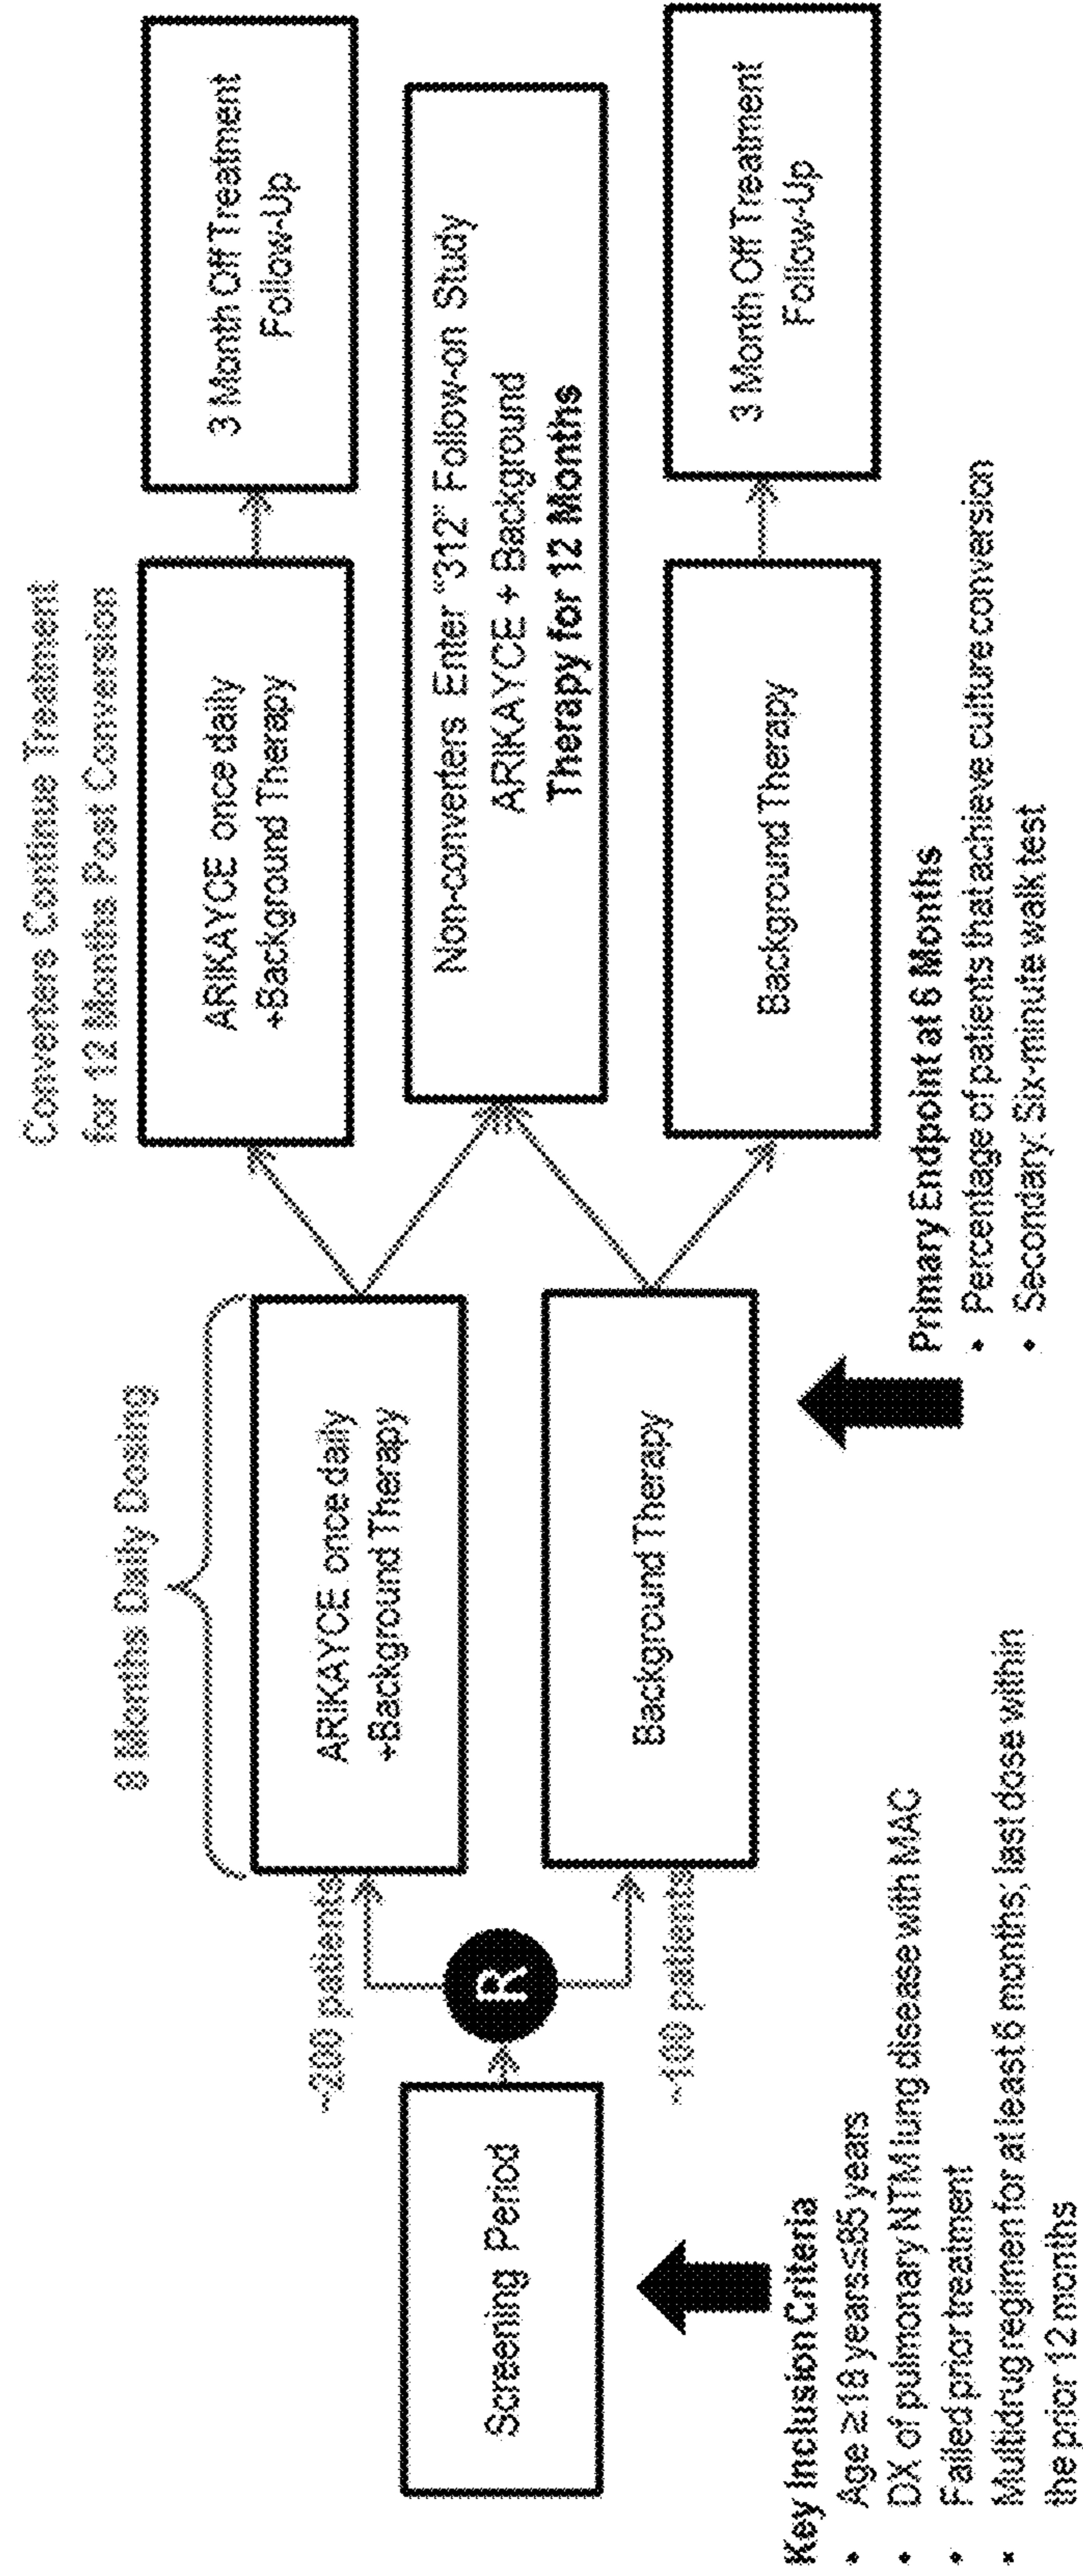 8 Months Daily Dosing
Converters Continue Treatment
for 12 Months Post Conversion
Screening Period
R
~200 patients
~100 patients
ARIKAYCE once daily
+Background Therapy
Background Therapy
ARIKAYCE once daily
+Background Therapy
Non-converters Enter "312" Follow-on Study
ARIKAYCE + Background
Therapy for 12 Months
Background Therapy
3 Month Off Treatment
Follow-Up
3 Month Off Treatment
Follow-Up
Key Inclusion Criteria
• Age ≥18 years≤85 years
• DX of pulmonary NTM lung disease with MAC
• Failed prior treatment
• Multidrug regimen for at least 6 months; last dose within
the prior 12 months
Primary Endpoint at 6 Months
• Percentage of patients that achieve culture conversion
• Secondary: Six-minute walk test